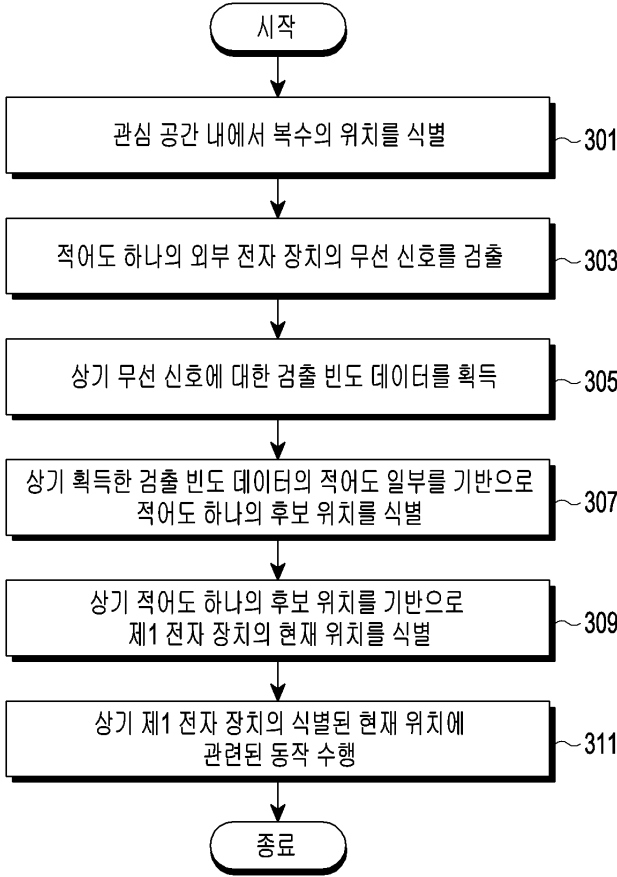 시작
관심 공간 내에서 복수의 위치를 식별
301
적어도 하나의 외부 전자 장치의 무선 신호를 검출
303
상기 무선 신호에 대한 검출 빈도 데이터를 획득
305
상기 획득한 검출 빈도 데이터의 적어도 일부를 기반으로
적어도 하나의 후보 위치를 식별
307
상기 적어도 하나의 후보 위치를 기반으로
제1 전자 장치의 현재 위치를 식별
309
상기 제1 전자 장치의 식별된 현재 위치에
관련된 동작 수행
311
종료